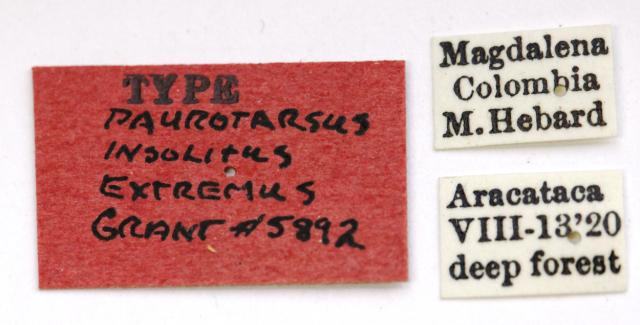 TYPE
PAUROTARSUS
INSOLITUS
EXTREMUS
GRANT #5892
Magdalena
Colombia
M. Hebard
Aracataca
VIII-13'20
deep forest